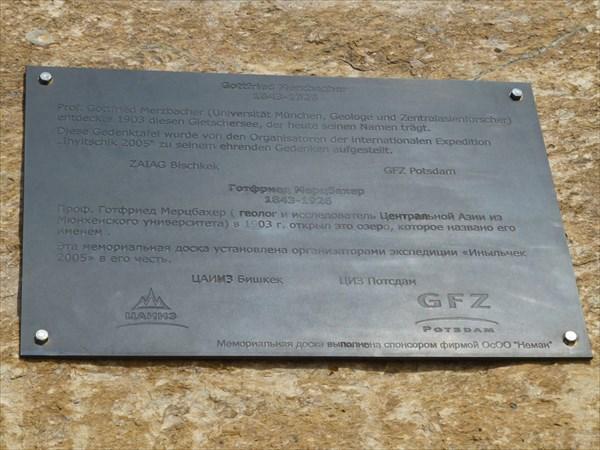 Gottfried Merzbacher
1843-1926
Prof. Gottfried Merzbacher (Universität München, Geologe und Zentralasienforscher)
entdeckte 1903 diesen Gletschersee, der heute seinen Namen trägt.
Diese Gedenktafel wurde von den Organisatoren der internationalen Expedition
„Inyltschik 2005" zu seinem ehrenden Gedenken aufgestellt.
ZAIAG Bischkek GFZ Potsdam
Готфрид Мерцбахер
1843-1926
Проф. Готфрид Мерцбахер ( геолог и исследователь Центральной Азии из
Мюнхенского университета) в 1903 г, открыл это озеро, которое названо его
именем .
Эта мемориальная доска установлена организаторами экспедиции «Иныльчек
2005» в его честь.
ЦАИМЗ Бишкек ЦИЗ Потсдам
ЦАИИЗ
GFZ
POTSDAM
Мемориальная доска выполнена спонсором фирмой ОсОО "Неман"